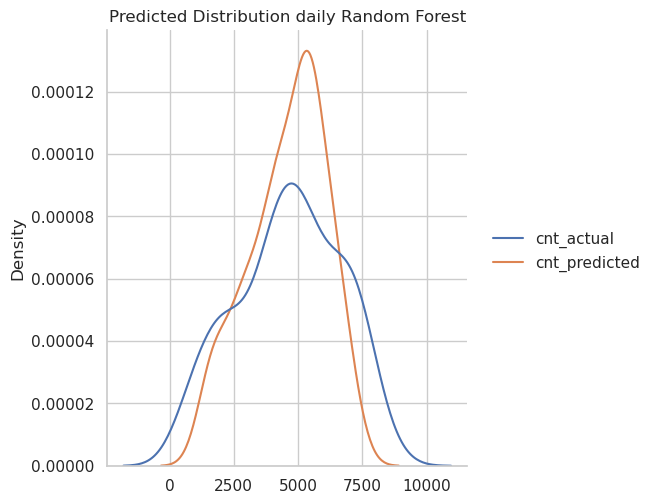 Predicted Distribution daily Random Forest
Density
0.00012
0.00010
0.00008
0.00006
0.00004
0.00002
0.00000
0 2500 5000 7500 10000
cnt_actual
cnt_predicted